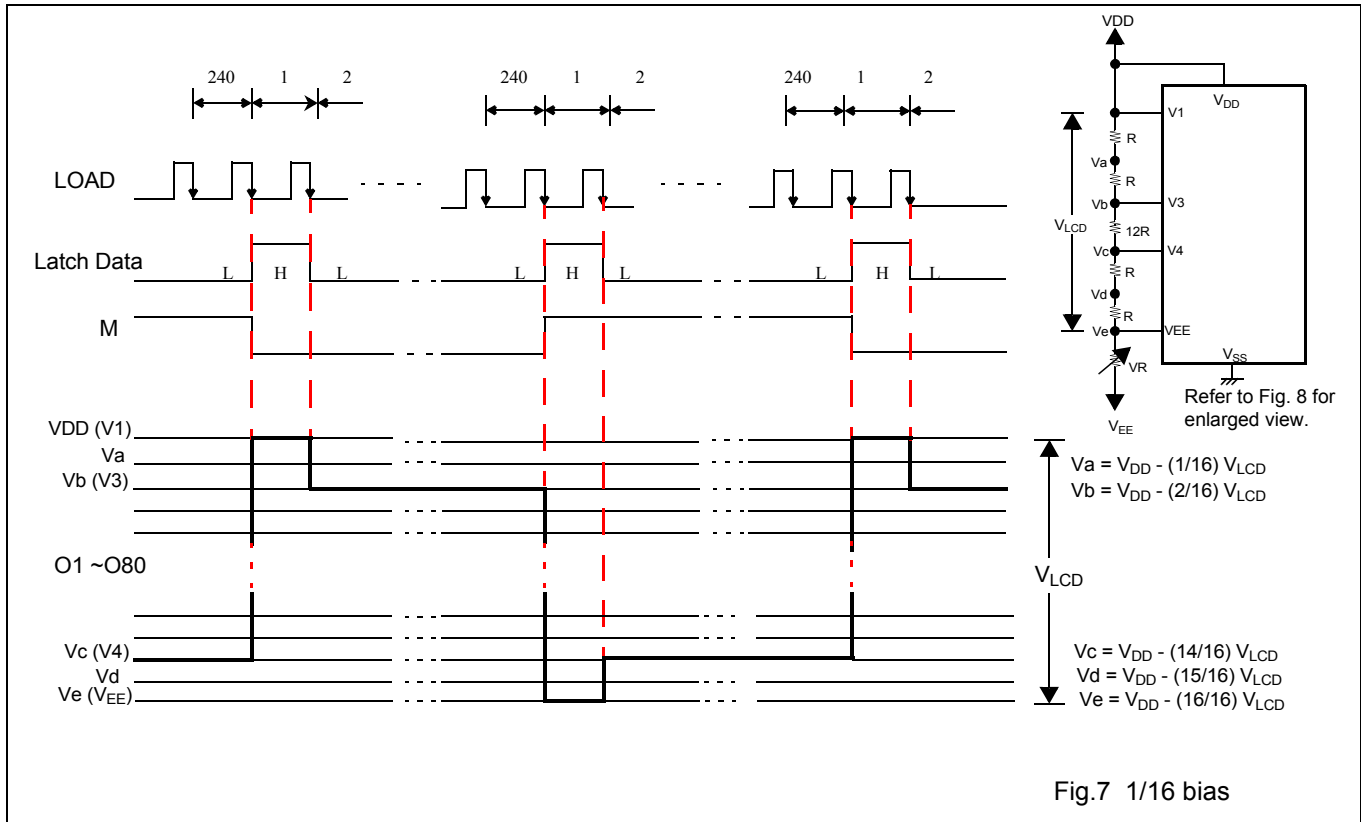 240 1 2
240 1 2
240 1 2
LOAD
Latch Data
L H L
L H L
L H L
M
VDD (V1)
Va
Vb (V3)
O1 ~O80
Vc (V4)
Vd
Ve (VEE)
VDD
VDD
V1
R
Va
R
Vb
V3
VLCD
12R
Vc
V4
R
Vd
R
Ve
VEE
VSS
VR
VEE
Refer to Fig. 8 for
enlarged view.
Va = VDD - (1/16) VLCD
Vb = VDD - (2/16) VLCD
VLCD
Vc = VDD - (14/16) VLCD
Vd = VDD - (15/16) VLCD
Ve = VDD - (16/16) VLCD
Fig.7 1/16 bias